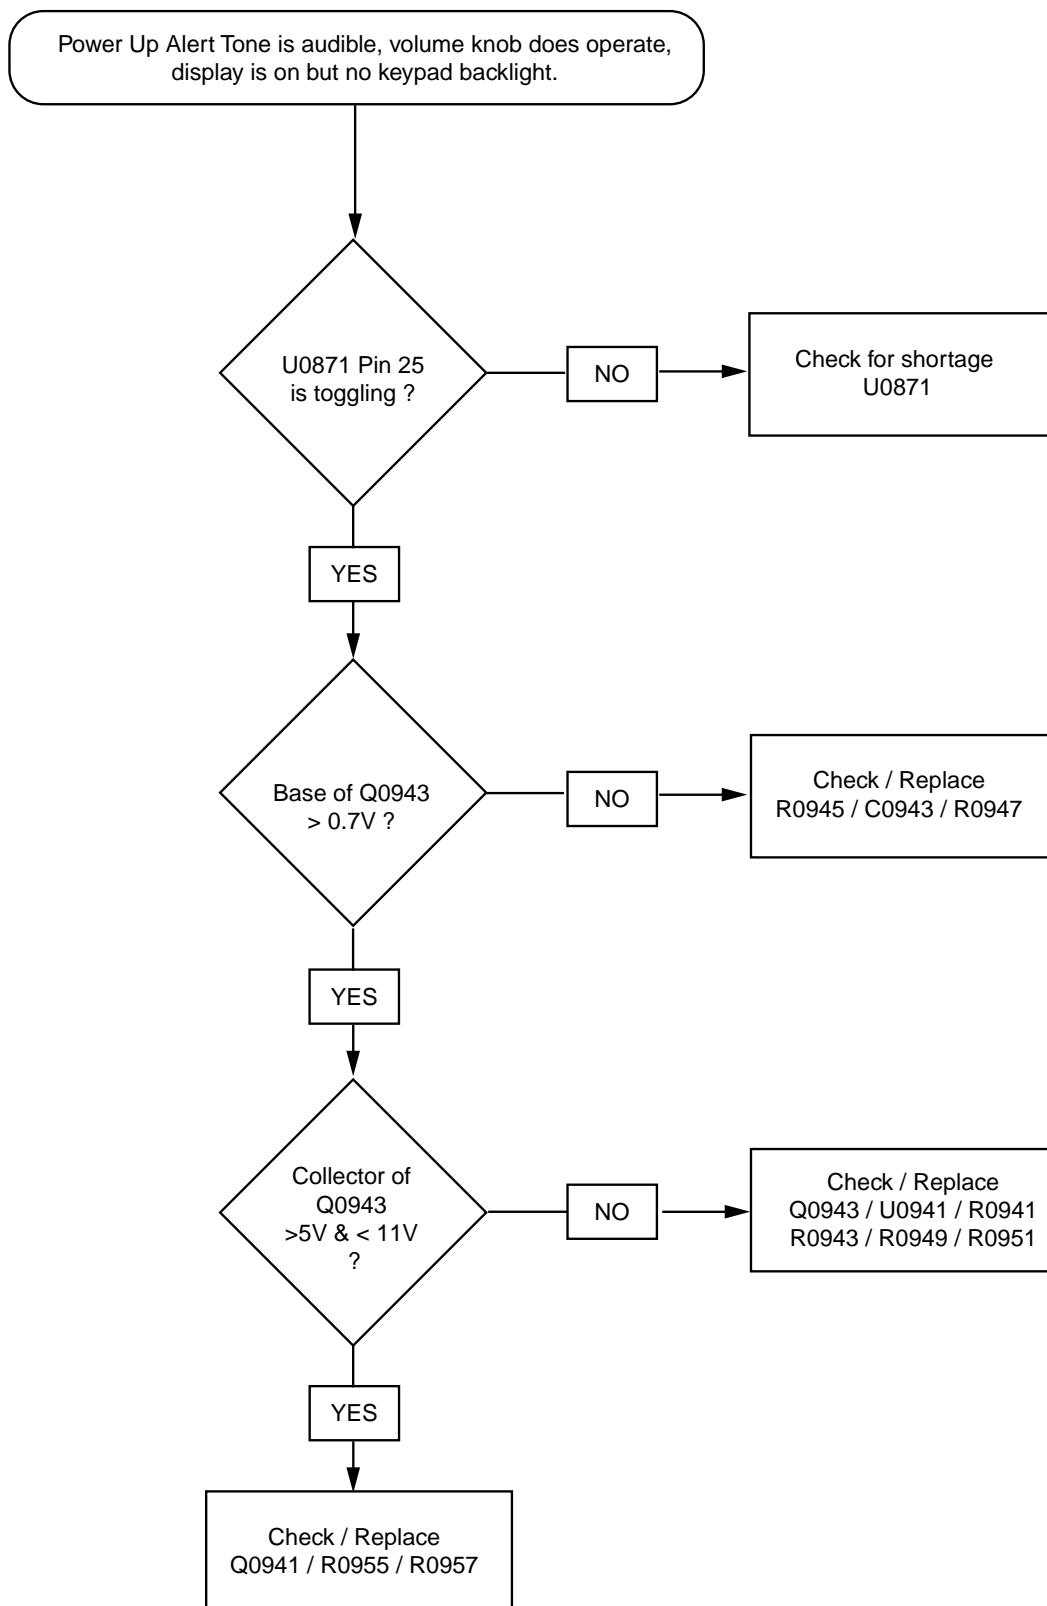 Power Up Alert Tone is audible, volume knob does operate,
display is on but no keypad backlight.
U0871 Pin 25
is toggling ?
NO
Check for shortage
U0871
YES
Base of Q0943
> 0.7V ?
NO
Check / Replace
R0945 / C0943 / R0947
YES
Collector of
Q0943
>5V & < 11V
?
NO
Check / Replace
Q0943 / U0941 / R0941
R0943 / R0949 / R0951
YES
Check / Replace
Q0941 / R0955 / R0957